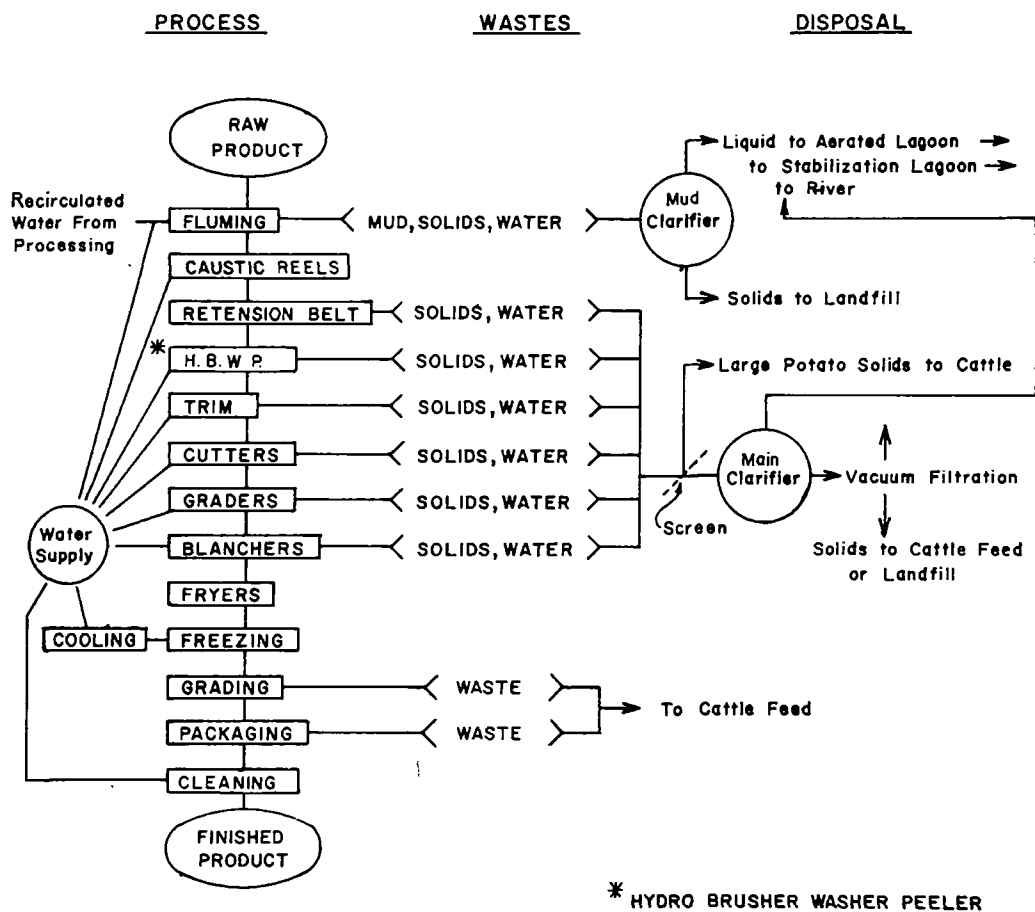 PROCESS
WASTES
DISPOSAL
RAW
PRODUCT
Recirculated
Water From
Processing
FLUMING
MUD, SOLIDS, WATER
Mud
Clarifier
Liquid to Aerated Lagoon
to Stabilization Lagoon
to River
Solids to Landfill
CAUSTIC REELS
RETENSION BELT
SOLIDS, WATER
* H. B. W. P.
SOLIDS, WATER
Large Potato Solids to Cattle
TRIM
SOLIDS, WATER
CUTTERS
SOLIDS, WATER
Main
Clarifier
Vacuum Filtration
GRADERS
SOLIDS, WATER
Screen
Solids to Cattle Feed
or Landfill
Water
Supply
BLANCHERS
SOLIDS, WATER
FRYERS
COOLING
FREEZING
GRADING
WASTE
To Cattle Feed
PACKAGING
WASTE
CLEANING
FINISHED
PRODUCT
* HYDRO BRUSHER WASHER PEELER